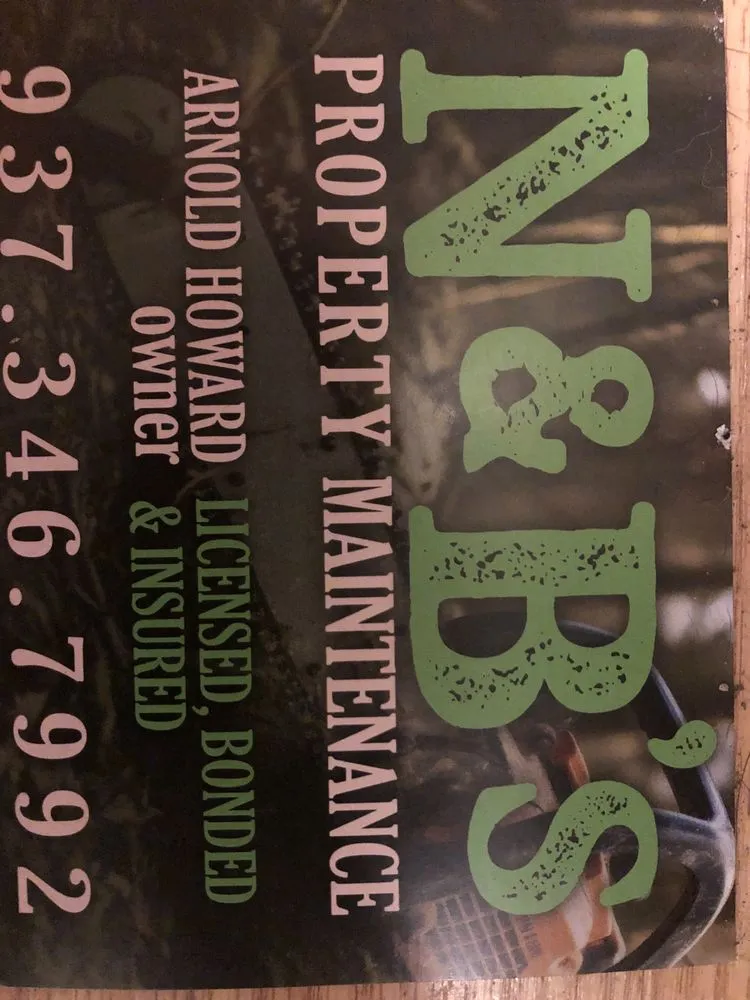 N&B's
PROPERTY MAINTENANCE
ARNOLD HOWARD
owner
LICENSED, BONDED
& INSURED
937.346.7992